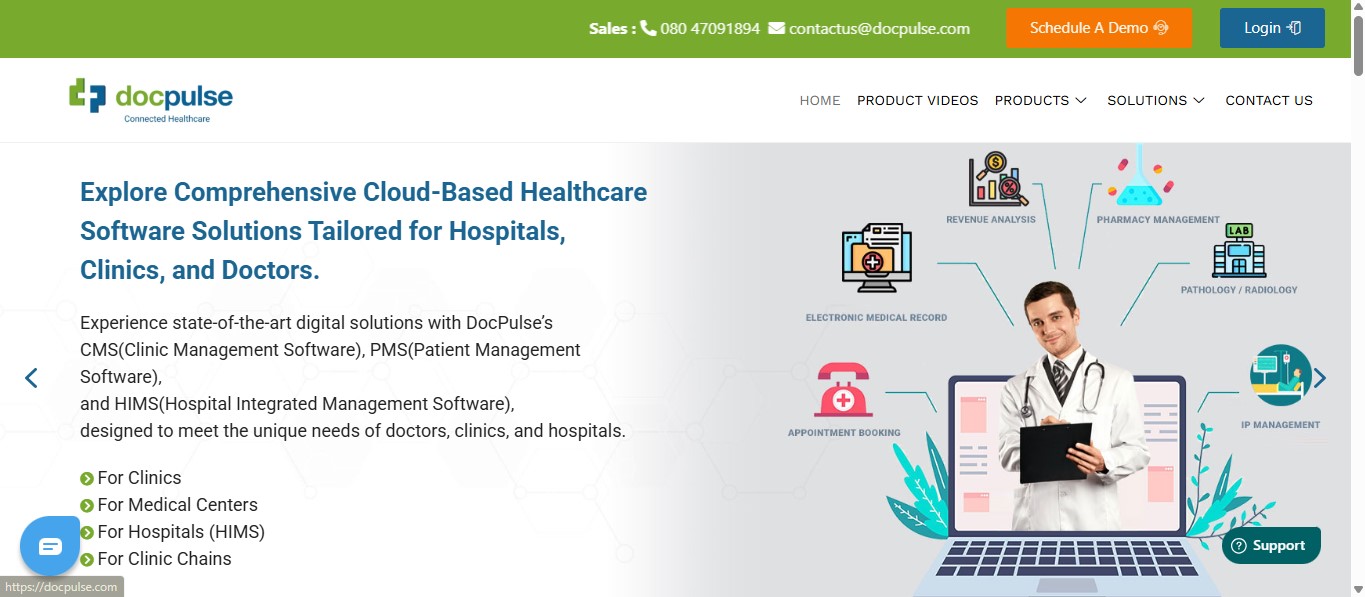 Sales : 080 47091894 contactus@docpulse.com Schedule A Demo Login
docpulse
Connected Healthcare
HOME PRODUCT VIDEOS PRODUCTS SOLUTIONS CONTACT US
Explore Comprehensive Cloud-Based Healthcare
Software Solutions Tailored for Hospitals,
Clinics, and Doctors.
Experience state-of-the-art digital solutions with DocPulse’s
CMS(Clinic Management Software), PMS(Patient Management
Software),
and HIMS(Hospital Integrated Management Software),
designed to meet the unique needs of doctors, clinics, and hospitals.
For Clinics
For Medical Centers
For Hospitals (HIMS)
For Clinic Chains
REVENUE ANALYSIS
PHARMACY MANAGEMENT
LAB
PATHOLOGY / RADIOLOGY
ELECTRONIC MEDICAL RECORD
APPOINTMENT BOOKING
IP MANAGEMENT
Support
https://docpulse.com